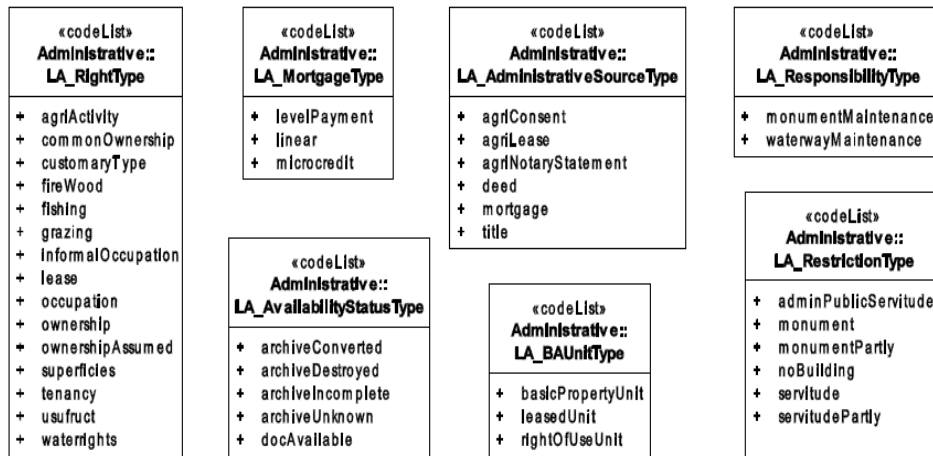 «codeList»
Administrative::
LA_RightType
+ agriActivity
+ commonOwnership
+ customaryType
+ fireWood
+ fishing
+ grazing
+ informalOccupation
+ lease
+ occupation
+ ownership
+ ownershipAssumed
+ superficies
+ tenancy
+ usufruct
+ waterrights
«codeList»
Administrative::
LA_MortgageType
+ levelPayment
+ linear
+ microcredit
«codeList»
Administrative::
LA_AvailabilityStatusType
+ archiveConverted
+ archiveDestroyed
+ archiveIncomplete
+ archiveUnknown
+ docAvailable
«codeList»
Administrative::
LA_AdministrativeSourceType
+ agriConsent
+ agriLease
+ agriNotaryStatement
+ deed
+ mortgage
+ title
«codeList»
Administrative::
LA_BAUnitType
+ basicPropertyUnit
+ leasedUnit
+ rightOfUseUnit
«codeList»
Administrative::
LA_ResponsibilityType
+ monumentMaintenance
+ waterwayMaintenance
«codeList»
Administrative::
LA_RestrictionType
+ adminPublicServitude
+ monument
+ monumentPartly
+ noBuilding
+ servitude
+ servitudePartly